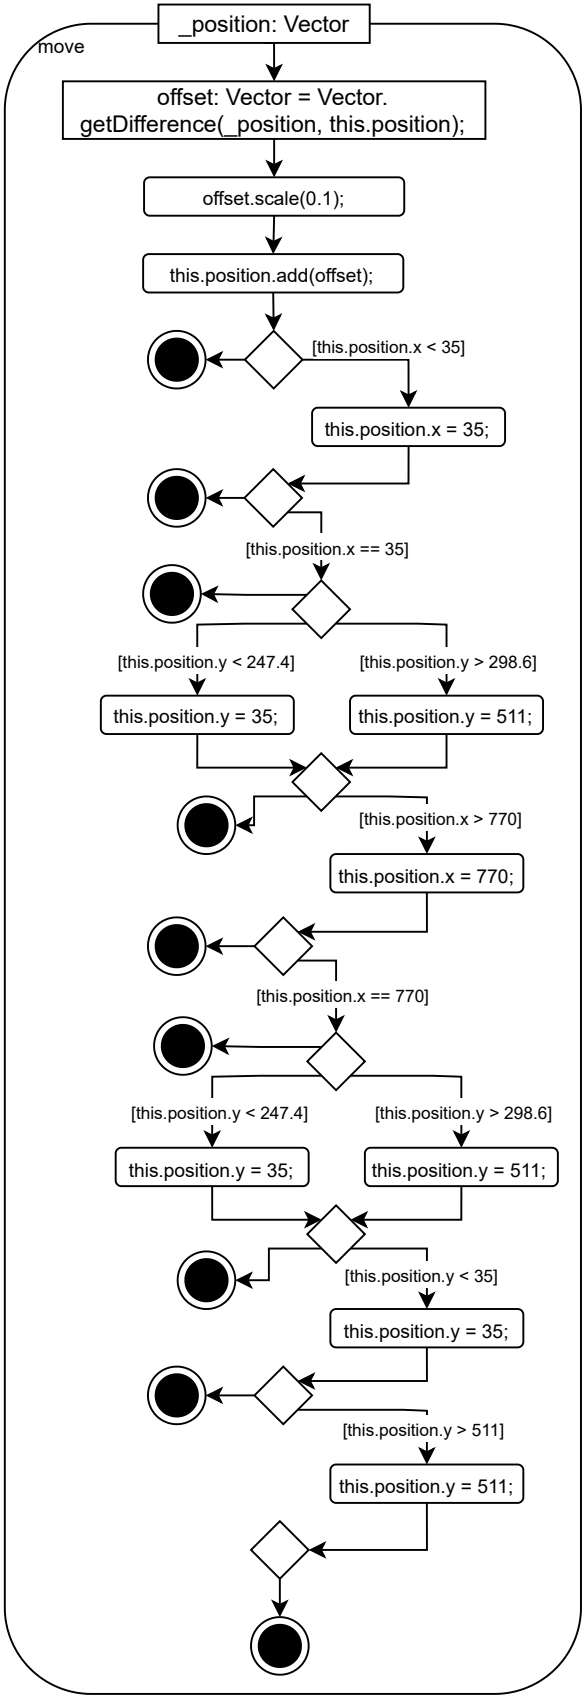 _position: Vector
move
offset: Vector = Vector.
getDifference(_position, this.position);
offset.scale(0.1);
this.position.add(offset);
[this.position.x < 35]
this.position.x = 35;
[this.position.x == 35]
[this.position.y < 247.4]
[this.position.y > 298.6]
this.position.y = 35;
this.position.y = 511;
[this.position.x > 770]
this.position.x = 770;
[this.position.x == 770]
[this.position.y < 247.4]
[this.position.y > 298.6]
this.position.y = 35;
this.position.y = 511;
[this.position.y < 35]
this.position.y = 35;
[this.position.y > 511]
this.position.y = 511;